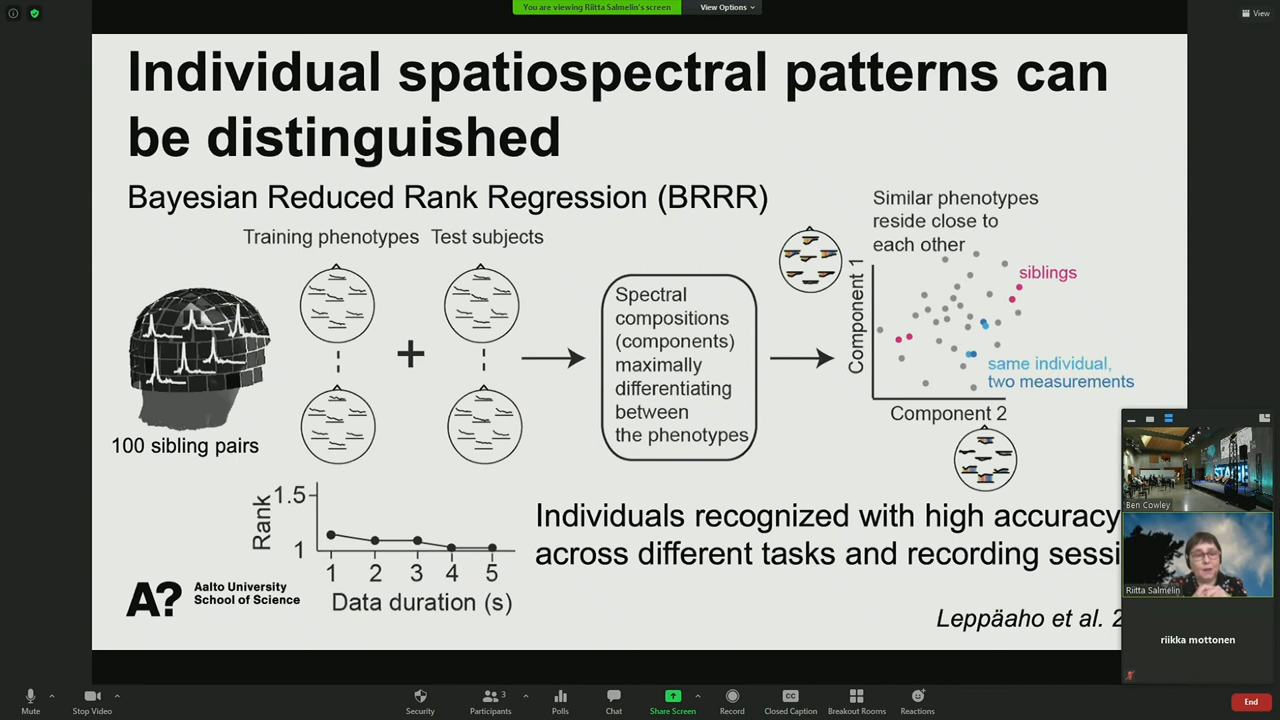 You are viewing Riitta Salmelin's screen
View Options
View
Individual spatiospectral patterns can
be distinguished
Bayesian Reduced Rank Regression (BRRR)
Training phenotypes
Test subjects
100 sibling pairs
+
Spectral
compositions
(components)
maximally
differentiating
between
the phenotypes
Similar phenotypes
reside close to
each other
siblings
same individual,
two measurements
Component 1
Component 2
Rank
1.5
1
1 2 3 4 5
Data duration (s)
Individuals recognized with high accuracy
across different tasks and recording sessi
A?
Aalto University
School of Science
Leppäaho et al. 2
Ben Cowley
Riitta Salmelin
riikka mottonen
Mute
Stop Video
Security
Participants
3
Polls
Chat
Share Screen
Record
Closed Caption
Breakout Rooms
Reactions
End